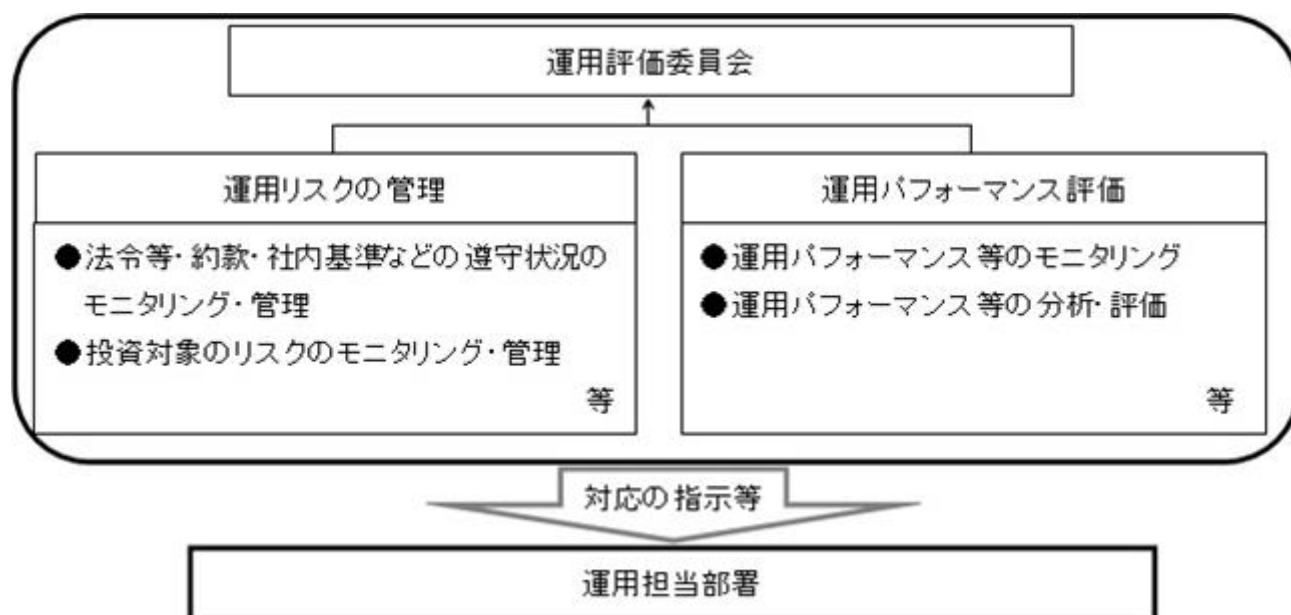 運用評価委員会
運用リスクの管理
●法令等・約款・社内基準などの遵守状況の
モニタリング・管理
●投資対象のリスクのモニタリング・管理
等
運用パフォーマンス評価
●運用パフォーマンス等のモニタリング
●運用パフォーマンス等の分析・評価
等
対応の指示等
運用担当部署